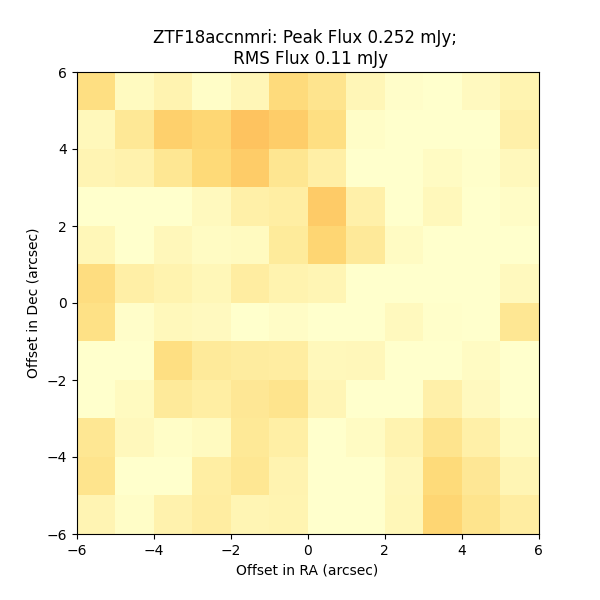 ZTF18accnmri: Peak Flux 0.252 mJy;
RMS Flux 0.11 mJy
6
4
2
0
−2
−4
−6
Offset in Dec (arcsec)
−6 −4 −2 0 2 4 6
Offset in RA (arcsec)